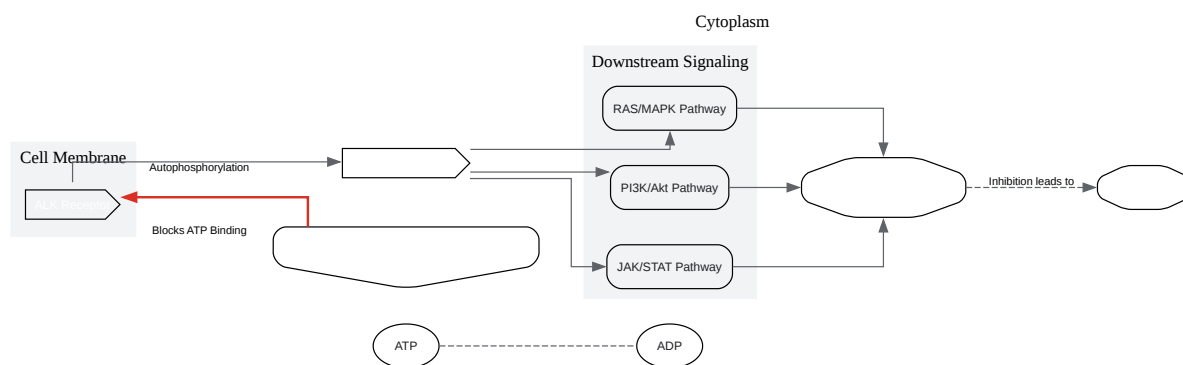 Cytoplasm
Downstream Signaling
RAS/MAPK Pathway
Cell Membrane
Autophosphorylation
ALK Receptor
PI3K/Akt Pathway
Inhibition leads to
Blocks ATP Binding
JAK/STAT Pathway
ATP
ADP